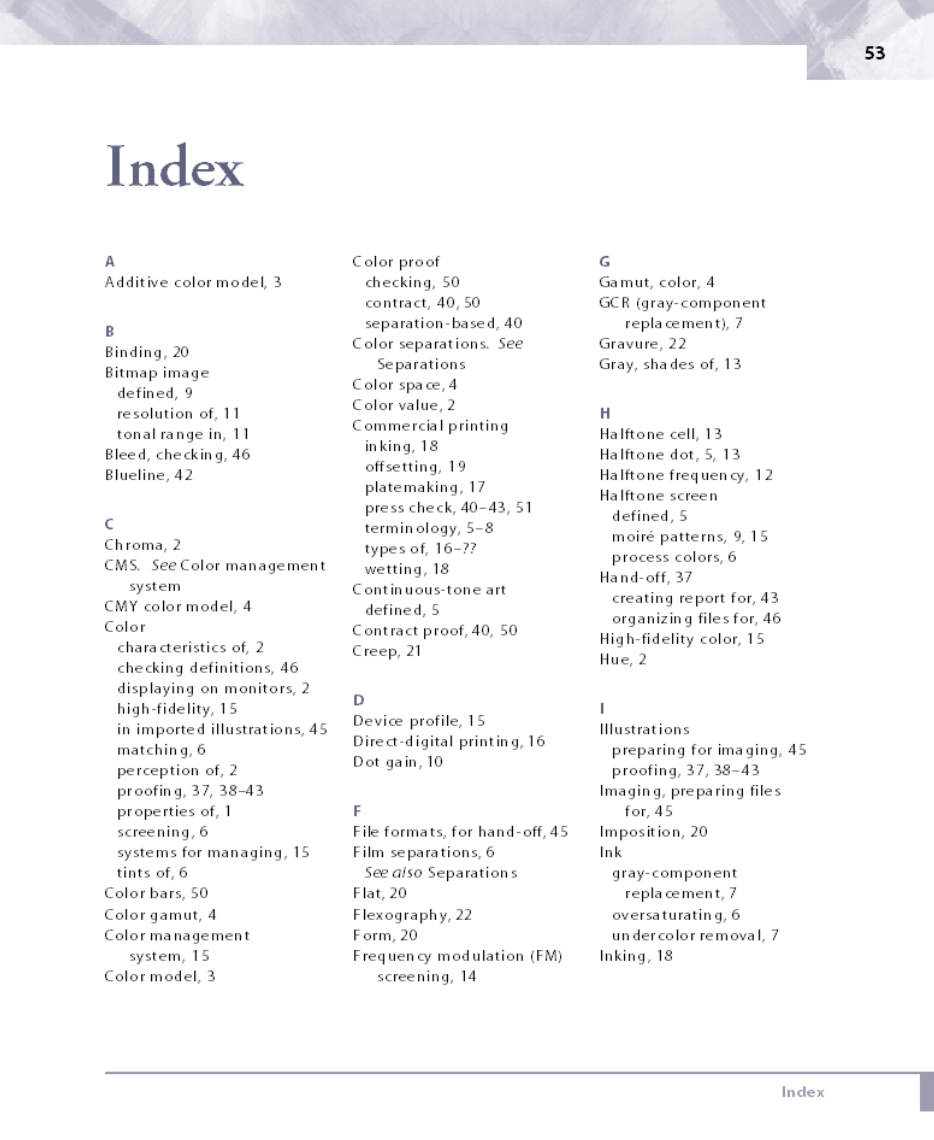 53
Index
A
Additive color model, 3
B
Binding, 20
Bitmap image
defined, 9
resolution of, 11
tonal range in, 11
Bleed, checking, 46
Blueline, 42
C
Chroma, 2
CMS. See Color management
system
CMY color model, 4
Color
characteristics of, 2
checking definitions, 46
displaying on monitors, 2
high-fidelity, 15
in imported illustrations, 45
matching, 6
perception of, 2
proofing, 37, 38–43
properties of, 1
screening, 6
systems for managing, 15
tints of, 6
Color bars, 50
Color gamut, 4
Color management
system, 15
Color model, 3
Color proof
checking, 50
contract, 40, 50
separation-based, 40
Color separations. See
Separations
Color space, 4
Color value, 2
Commercial printing
inking, 18
offsetting, 19
platemaking, 17
press check, 40–43, 51
terminology, 5–8
types of, 16–??
wetting, 18
Continuous-tone art
defined, 5
Contract proof, 40, 50
Creep, 21
D
Device profile, 15
Direct-digital printing, 16
Dot gain, 10
F
File formats, for hand-off, 45
Film separations, 6
See also Separations
Flat, 20
Flexography, 22
Form, 20
Frequency modulation (FM)
screening, 14
G
Gamut, color, 4
GCR (gray-component
replacement), 7
Gravure, 22
Gray, shades of, 13
H
Halftone cell, 13
Halftone dot, 5, 13
Halftone frequency, 12
Halftone screen
defined, 5
moiré patterns, 9, 15
process colors, 6
Hand-off, 37
creating report for, 43
organizing files for, 46
High-fidelity color, 15
Hue, 2
I
Illustrations
preparing for imaging, 45
proofing, 37, 38–43
Imaging, preparing files
for, 45
Imposition, 20
Ink
gray-component
replacement, 7
oversaturating, 6
undercolor removal, 7
Inking, 18
Index